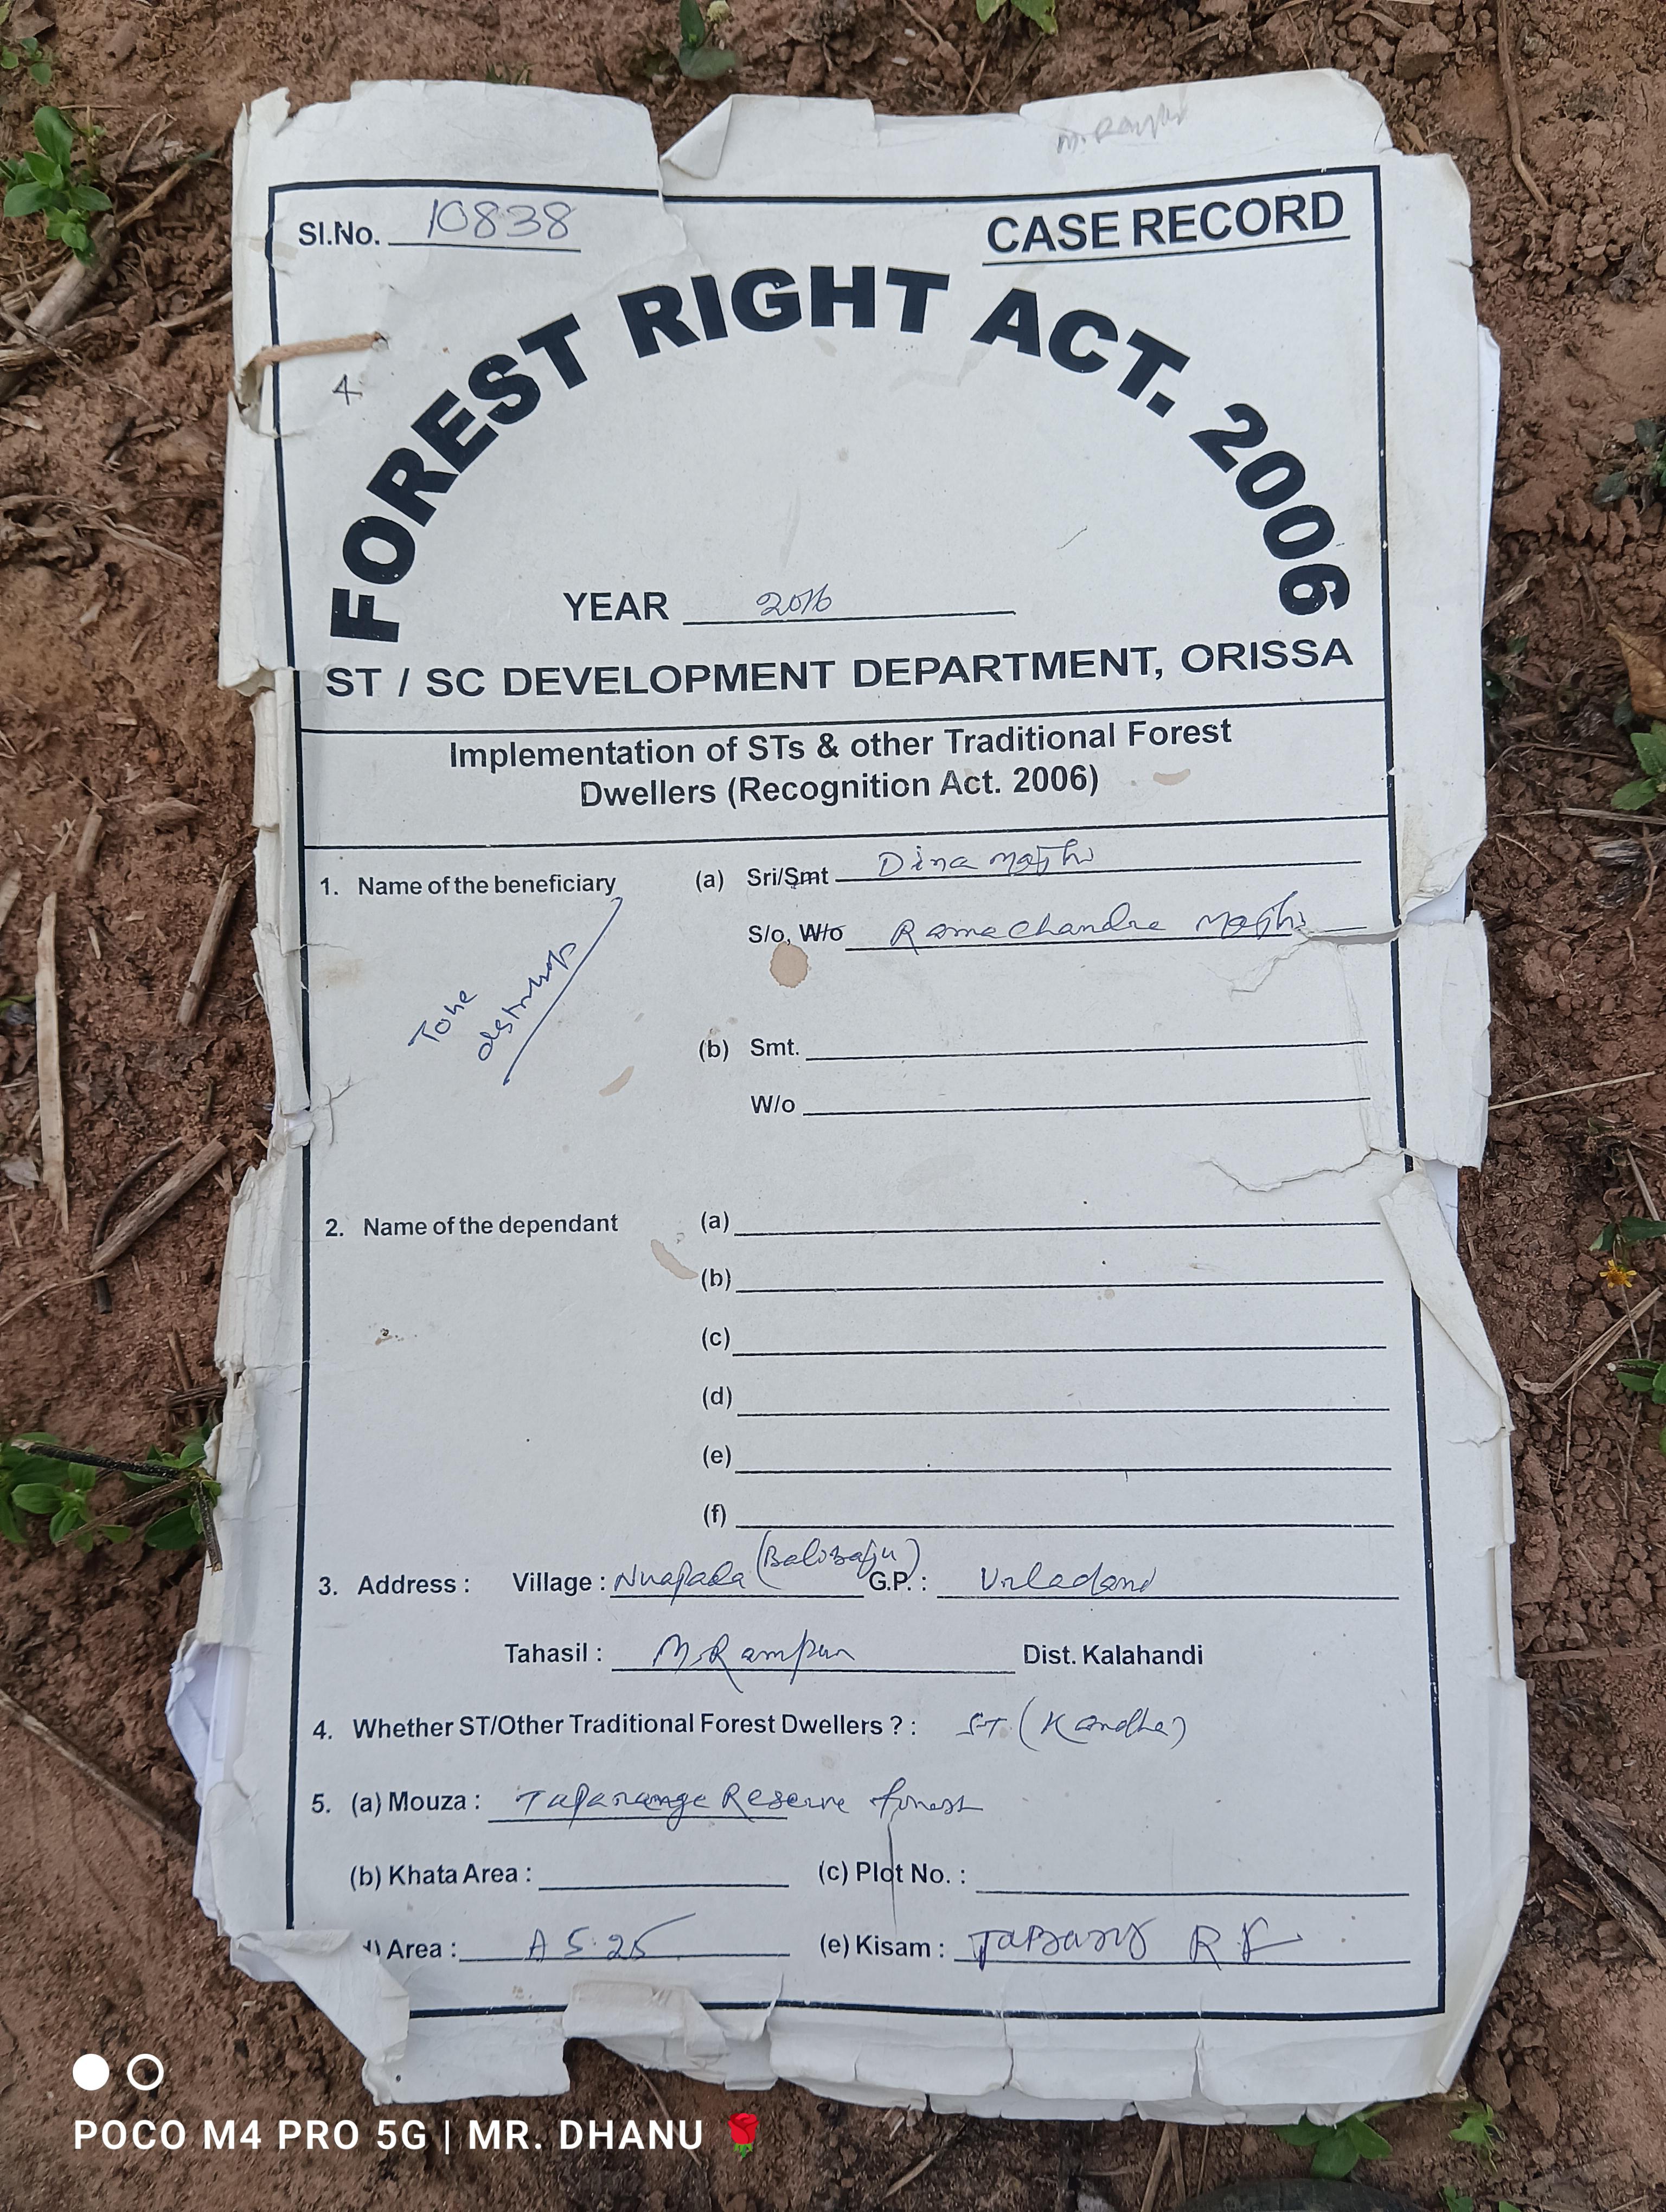 M. Rampur
Sl.No. 10838
CASE RECORD
4
FOREST RIGHT ACT. 2006
YEAR 2016
ST / SC DEVELOPMENT DEPARTMENT, ORISSA
Implementation of STs & other Traditional Forest
Dwellers (Recognition Act. 2006)
1. Name of the beneficiary (a) Sri/Smt Dina Majhi
S/o, W/o Ramachandra Majhi
(b) Smt.
W/o
2. Name of the dependant (a)
(b)
(c)
(d)
(e)
(f)
3. Address : Village : Nuapada (Balisaju) G.P. : Urladani
Tahasil : M. Rampur Dist. Kalahandi
4. Whether ST/Other Traditional Forest Dwellers ? : ST. (Kandha)
5. (a) Mouza : Reserve forest
(b) Khata Area : (c) Plot No. :
d) Area : A 5.25 (e) Kisam : RF
POCO M4 PRO 5G | MR. DHANU 🌹